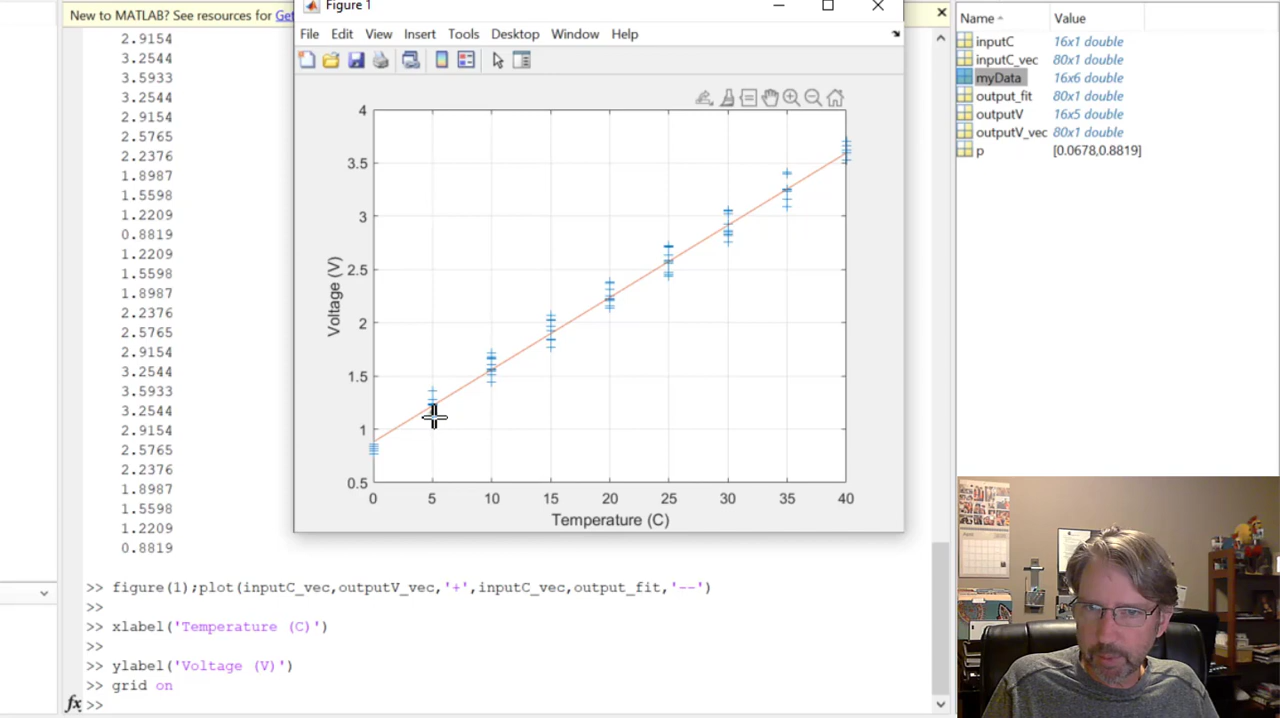 New to MATLAB? See resources for Get
Figure 1
File Edit View Insert Tools Desktop Window Help
Name Value
inputC 16x1 double
inputC_vec 80x1 double
myData 16x6 double
output_fit 80x1 double
outputV 16x5 double
outputV_vec 80x1 double
p [0.0678,0.8819]
2.9154
3.2544
3.5933
3.2544
2.9154
2.5765
2.2376
1.8987
1.5598
1.2209
0.8819
1.2209
1.5598
1.8987
2.2376
2.5765
2.9154
3.2544
3.5933
3.2544
2.9154
2.5765
2.2376
1.8987
1.5598
1.2209
0.8819
4
3.5
3
2.5
2
1.5
1
0.5
Voltage (V)
0 5 10 15 20 25 30 35 40
Temperature (C)
>> figure(1);plot(inputC_vec,outputV_vec,'+',inputC_vec,output_fit,'--')
>>
>> xlabel('Temperature (C)')
>>
>> ylabel('Voltage (V)')
>> grid on
fx >>